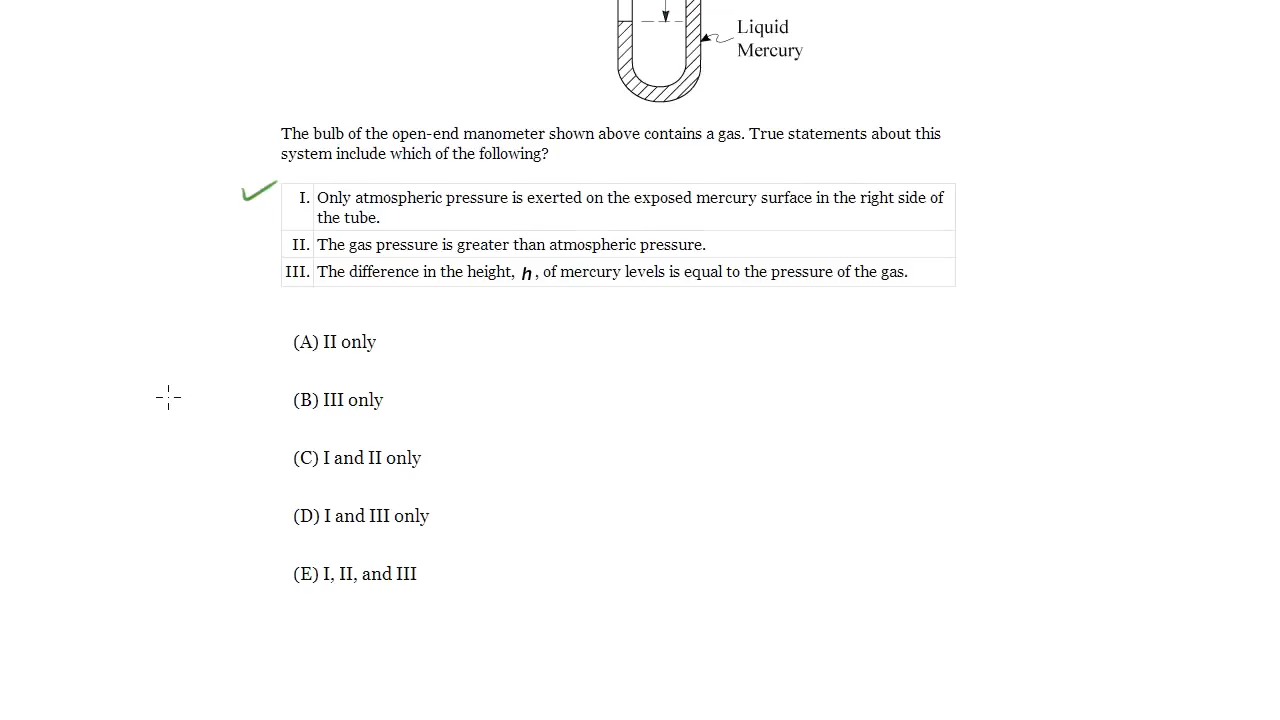 Liquid
Mercury
The bulb of the open-end manometer shown above contains a gas. True statements about this
system include which of the following?
I. Only atmospheric pressure is exerted on the exposed mercury surface in the right side of
the tube.
II. The gas pressure is greater than atmospheric pressure.
III. The difference in the height, h, of mercury levels is equal to the pressure of the gas.
(A) II only
(B) III only
(C) I and II only
(D) I and III only
(E) I, II, and III